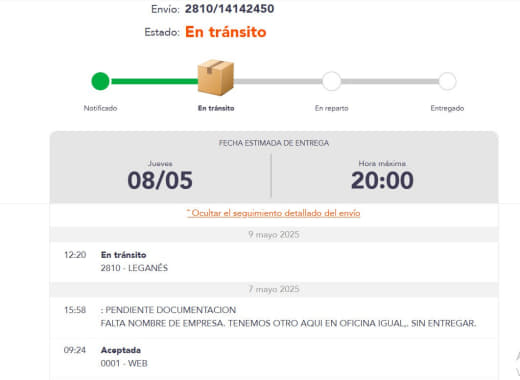 Envío: 2810/14142450
Estado: En tránsito
Notificado
En tránsito
En reparto
Entregado
FECHA ESTIMADA DE ENTREGA
Jueves
08/05
Hora máxima
20:00
ˆOcultar el seguimiento detallado del envío
9 mayo 2025
12:20 En tránsito
2810 - LEGANÉS
7 mayo 2025
15:58 : PENDIENTE DOCUMENTACION
FALTA NOMBRE DE EMPRESA. TENEMOS OTRO AQUI EN OFICINA IGUAL,. SIN ENTREGAR.
09:24 Aceptada
0001 - WEB